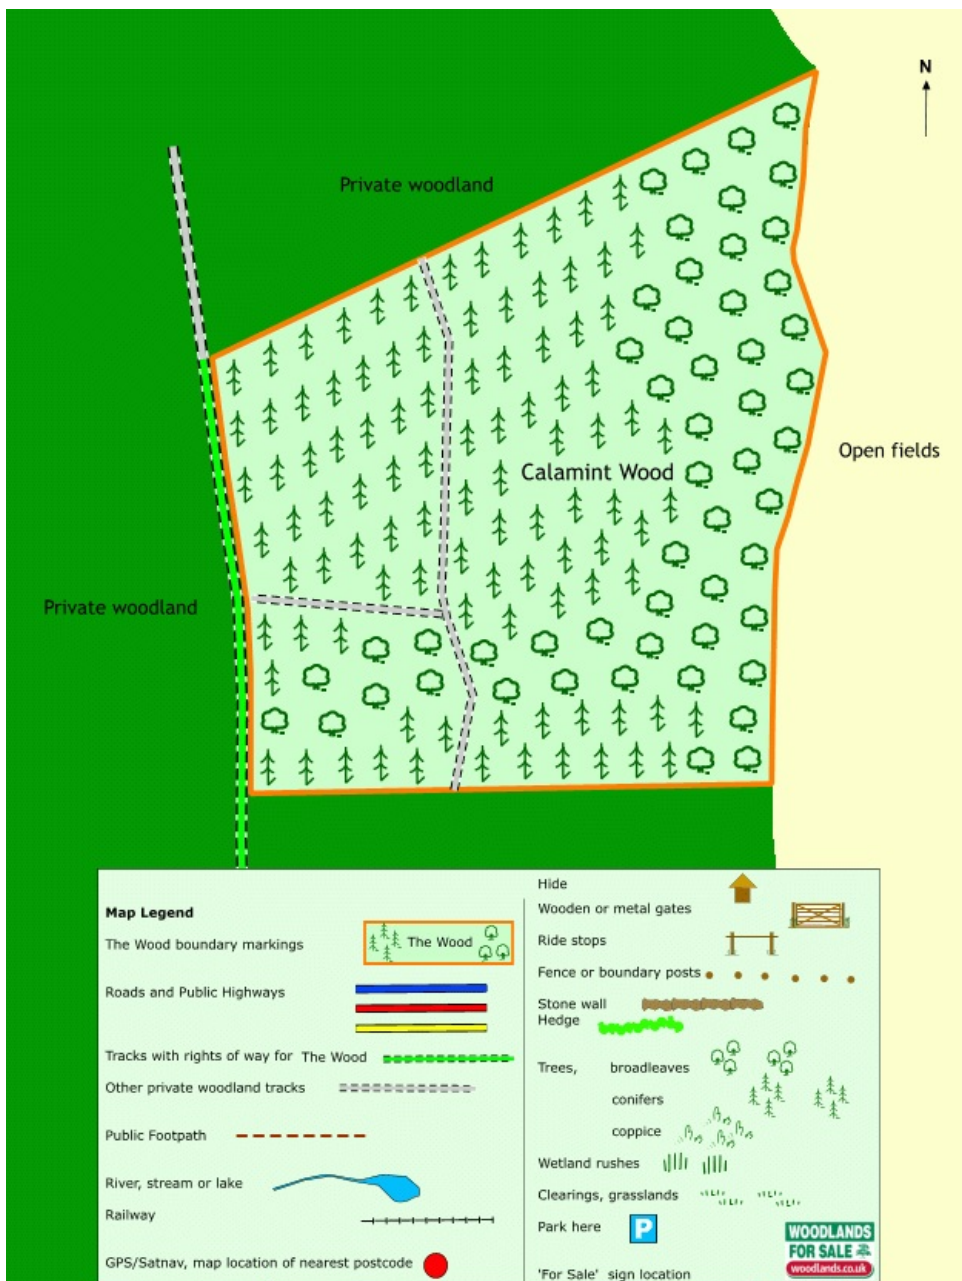 N
Private woodland
Open fields
Calamint Wood
Private woodland
Map Legend
The Wood boundary markings
The Wood
Roads and Public Highways
Tracks with rights of way for The Wood
Other private woodland tracks
Public Footpath
River, stream or lake
Railway
GPS/Satnav, map location of nearest postcode
Hide
Wooden or metal gates
Ride stops
Fence or boundary posts
Stone wall
Hedge
Trees, broadleaves
conifers
coppice
Wetland rushes
Clearings, grasslands
Park here
P
'For Sale' sign location
WOODLANDS
FOR SALE
woodlands.co.uk